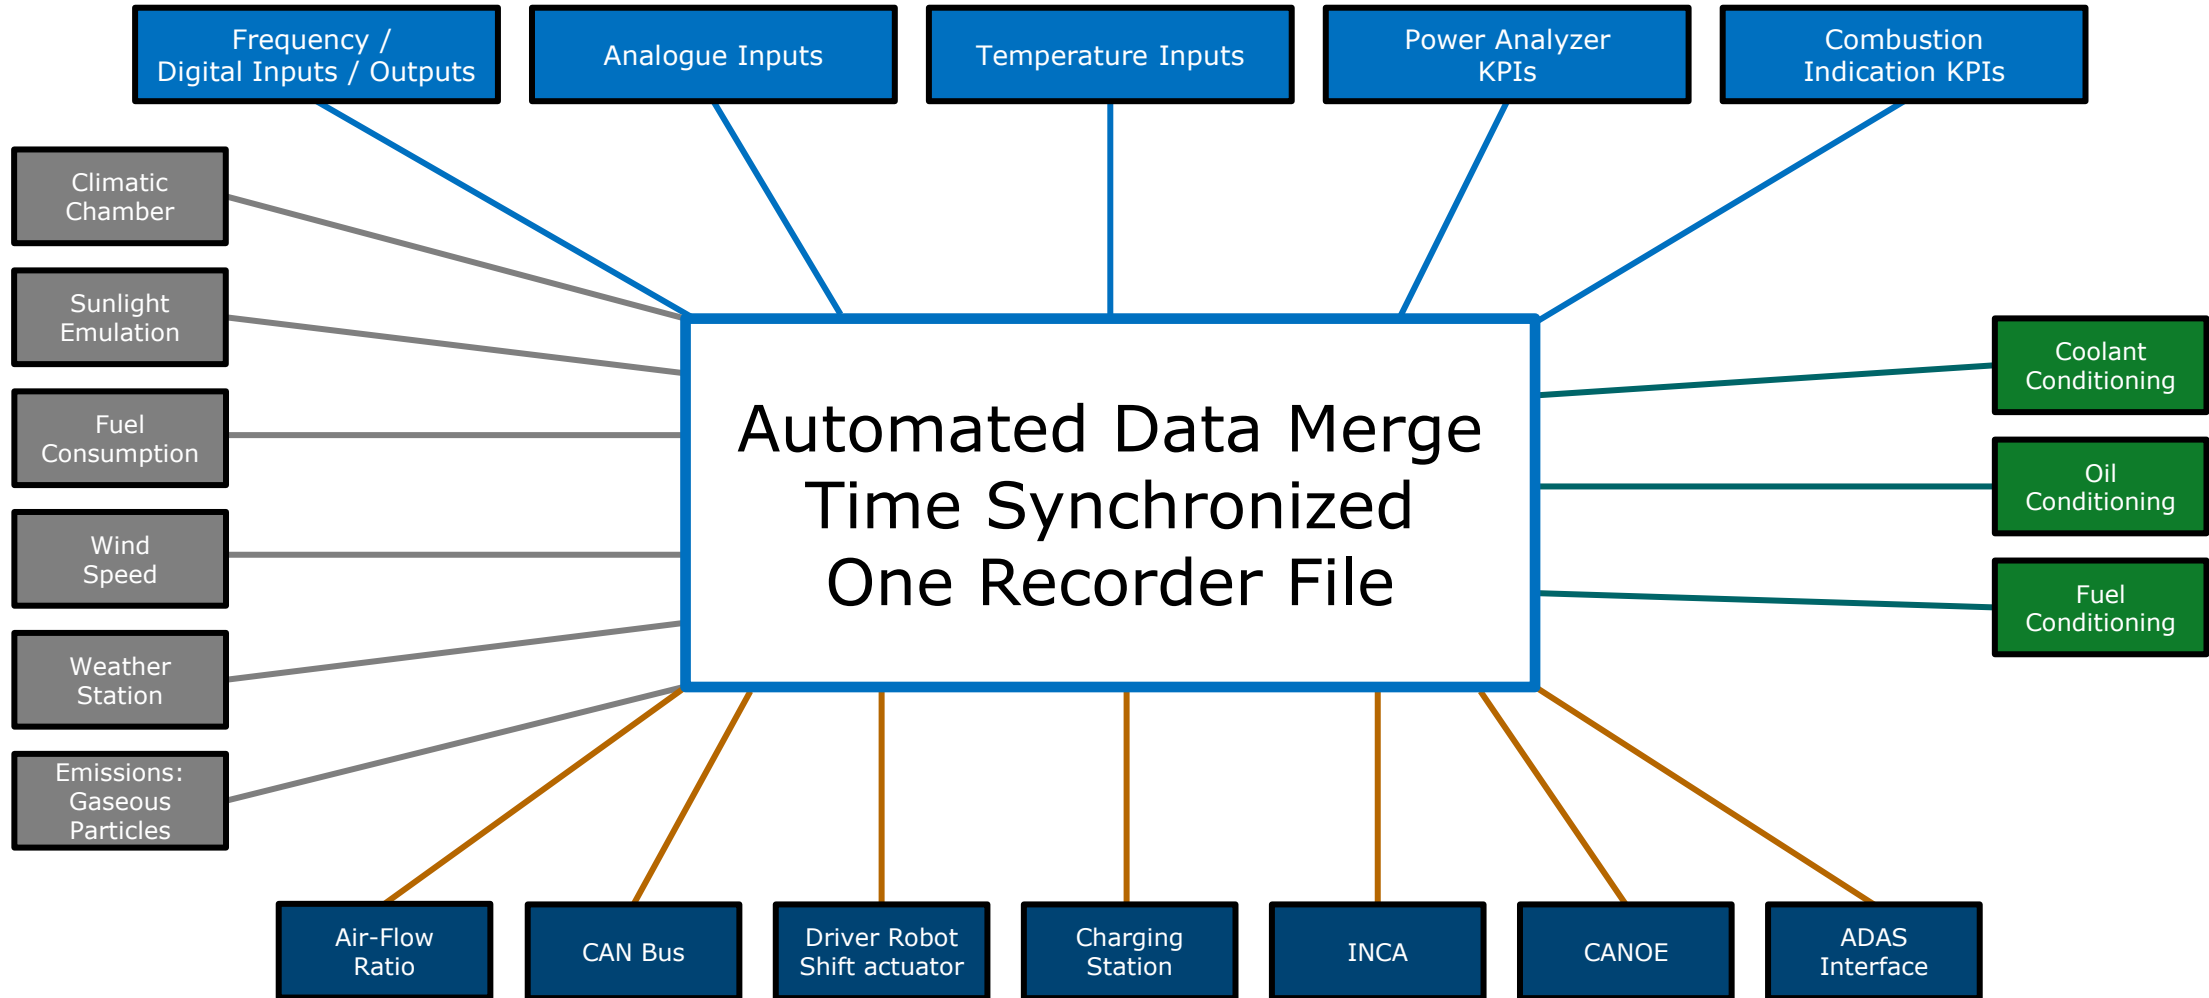 Frequency /
Digital Inputs / Outputs
Analogue Inputs
Temperature Inputs
Power Analyzer
KPIs
Combustion
Indication KPIs
Climatic
Chamber
Sunlight
Emulation
Fuel
Consumption
Wind
Speed
Weather
Station
Emissions:
Gaseous
Particles
Automated Data Merge
Time Synchronized
One Recorder File
Coolant
Conditioning
Oil
Conditioning
Fuel
Conditioning
Air-Flow
Ratio
CAN Bus
Driver Robot
Shift actuator
Charging
Station
INCA
CANOE
ADAS
Interface